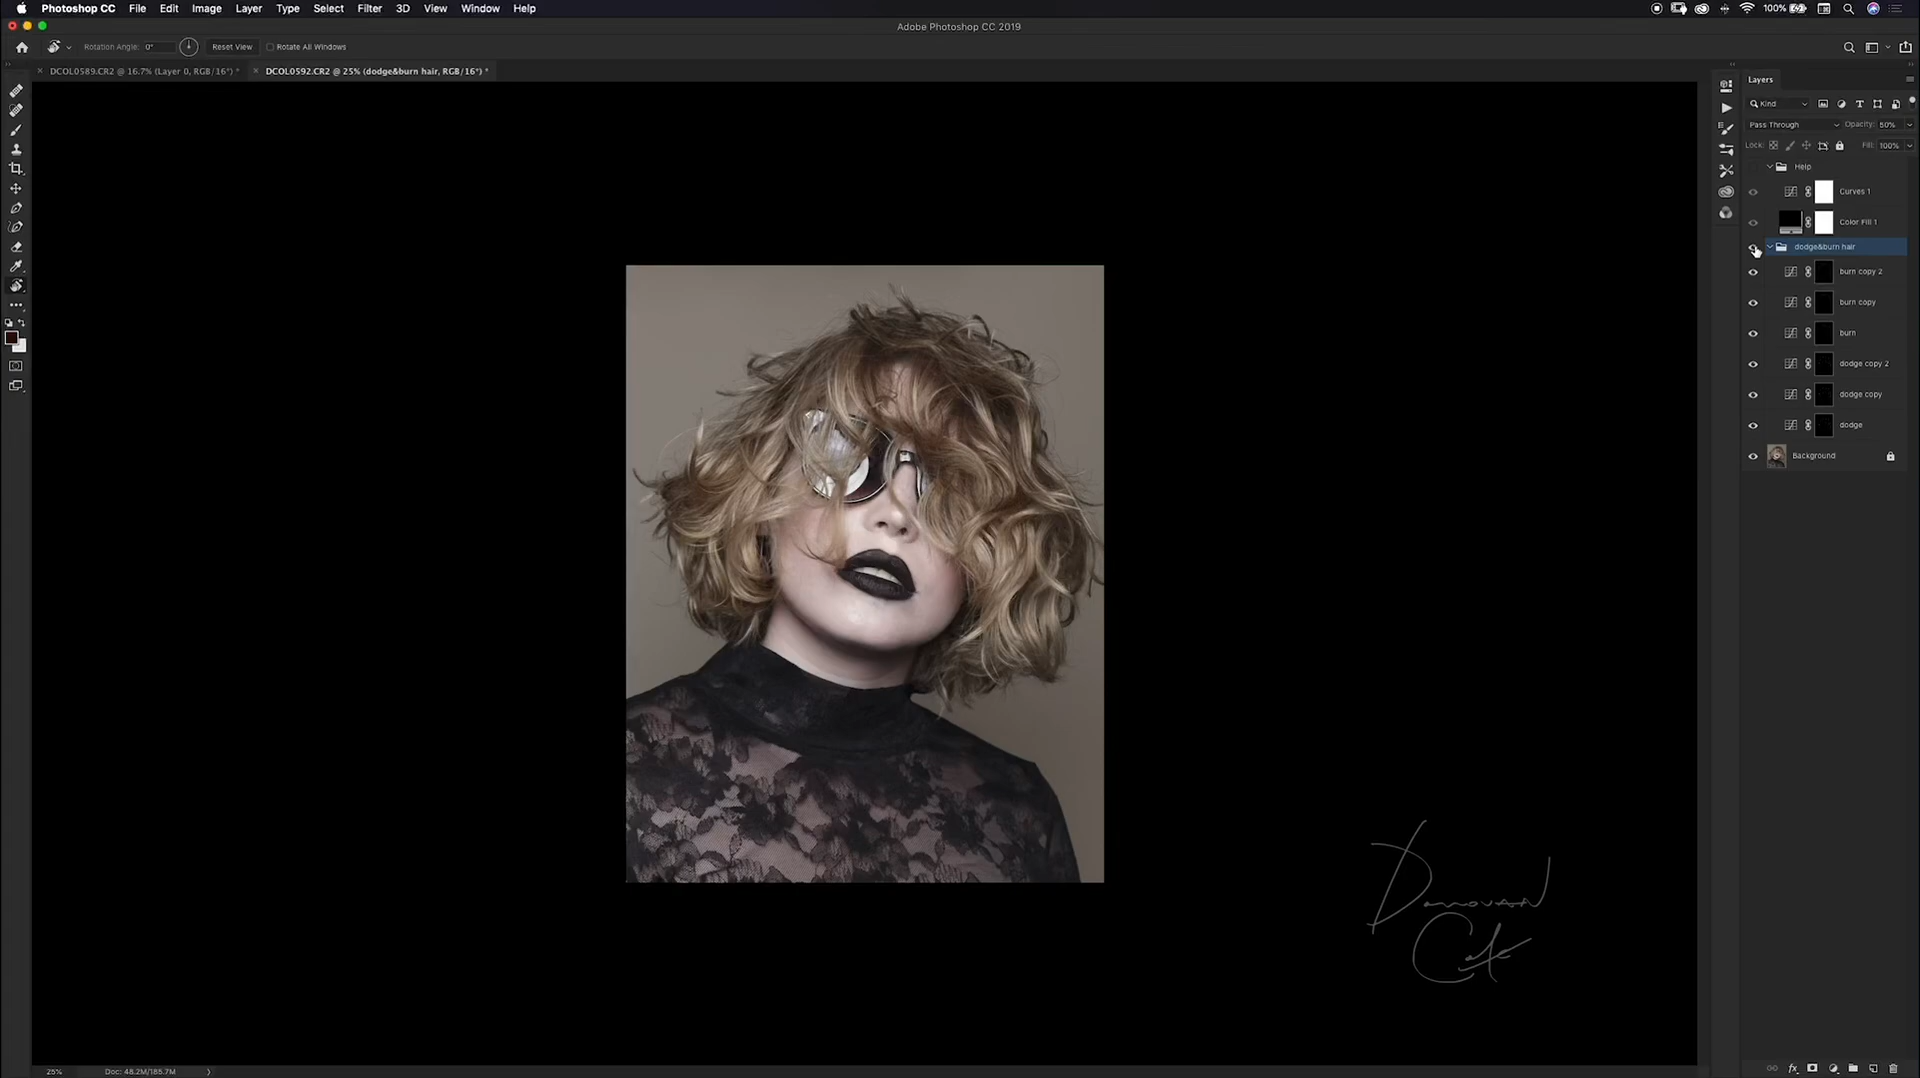 Photoshop CC File Edit Image Layer Type Select Filter 3D View Window Help
100%
Adobe Photoshop CC 2019
Rotation Angle: 0° Reset View Rotate All Windows
DCOL0589.CR2 @ 16.7% (Layer 0, RGB/16*) *
DCOL0592.CR2 @ 25% (dodge&burn hair, RGB/16*) *
Layers
Kind
Pass Through Opacity: 50%
Lock: Fill: 100%
Help
Curves 1
Color Fill 1
dodge&burn hair
burn copy 2
burn copy
burn
dodge copy 2
dodge copy
dodge
Background
Donovan
25% Doc: 48.2M/185.7M